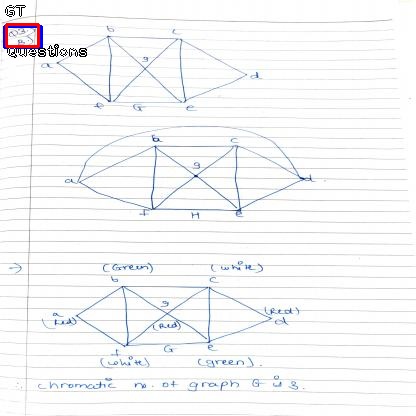 GT
Questions
b c
g
a d
f G e
b c
g
a d
f H e
(Green) (white)
b c
g
a (Red)
(Red) (Red) d
f G e
(white) (green).
∴ chromatic no. of graph G is 3.